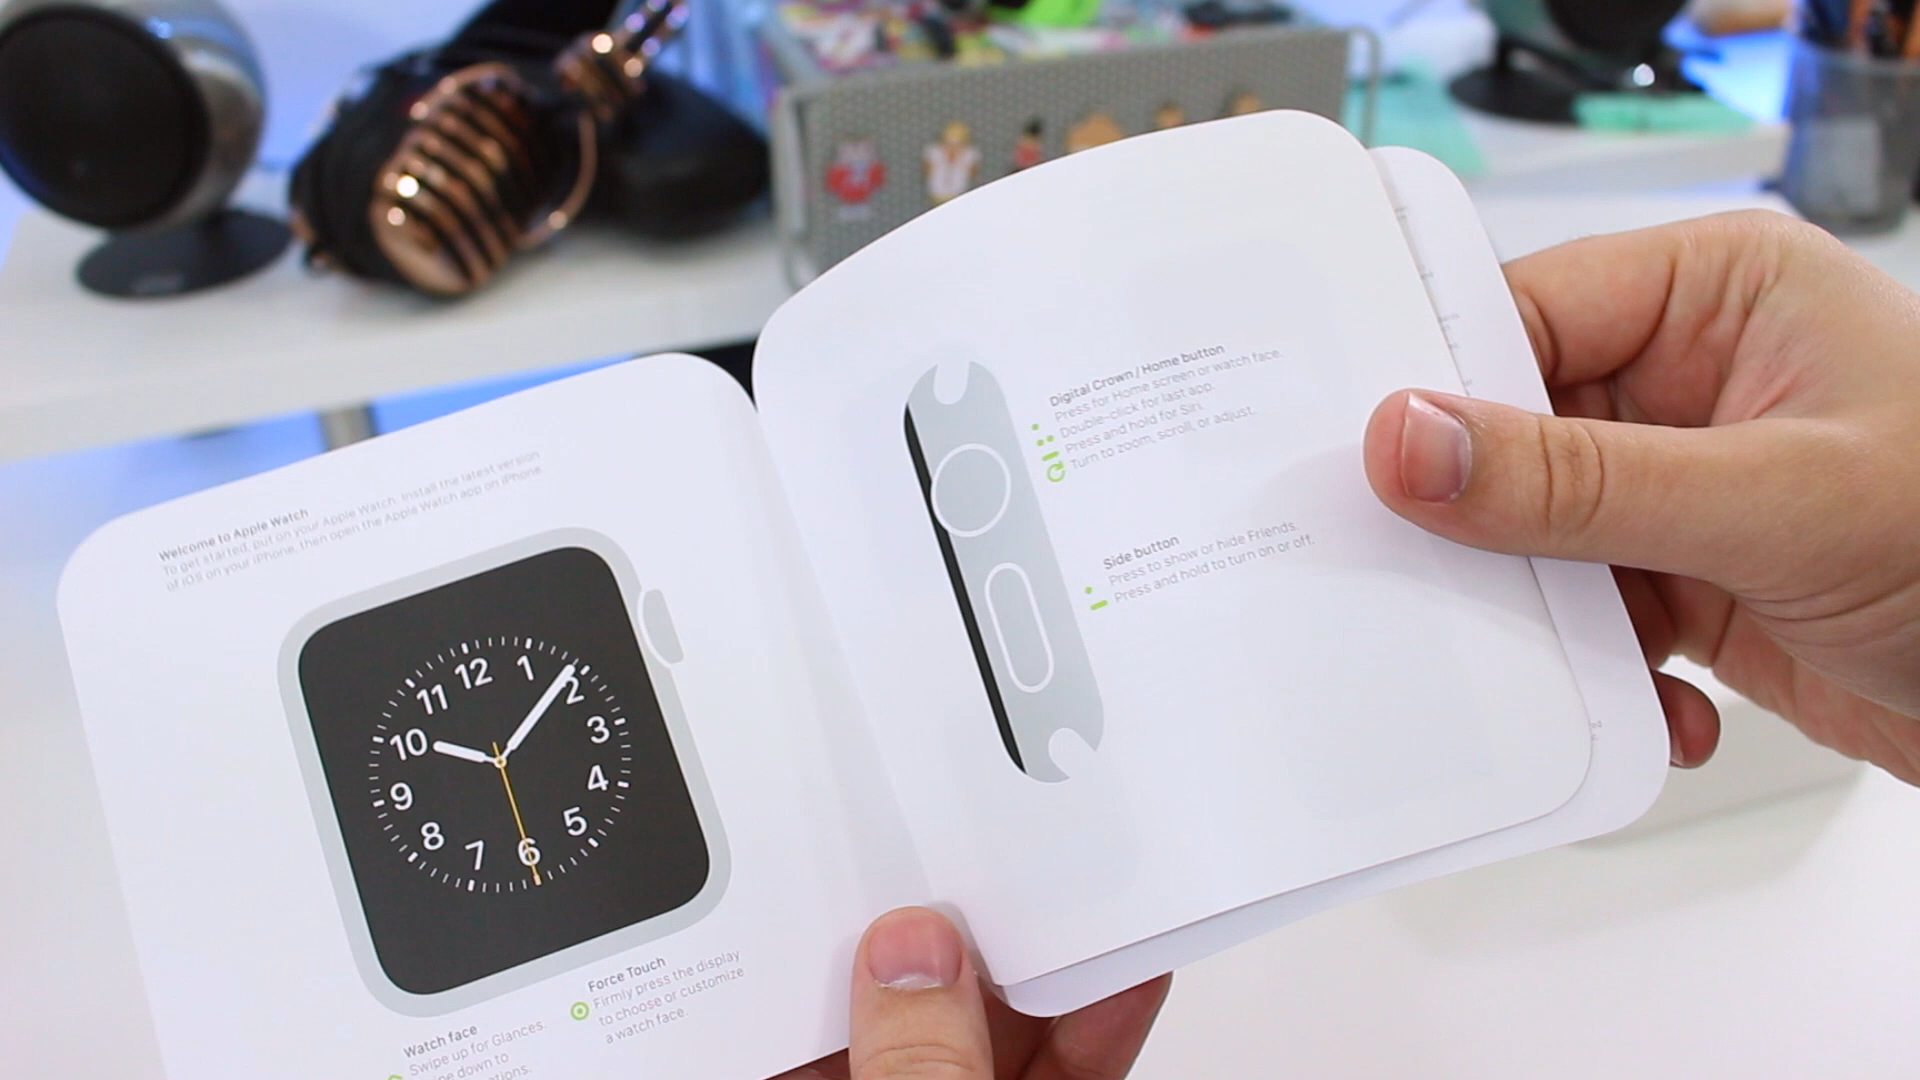 Welcome to Apple Watch
To get started, put on your Apple Watch. Install the latest version
of iOS on your iPhone, then open the Apple Watch app on iPhone.
12
1
2
3
4
5
6
7
8
9
10
11
Force Touch
Firmly press the display
to choose or customize
a watch face.
Watch face
Swipe up for Glances.
down to
Digital Crown / Home button
Press for Home screen or watch face.
Double-click for last app.
Press and hold for Siri.
Turn to zoom, scroll, or adjust.
Side button
Press to show or hide Friends.
Press and hold to turn on or off.